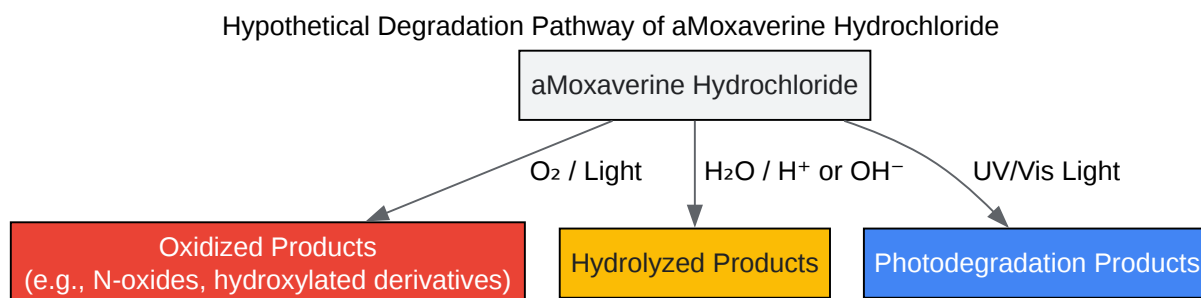 Hypothetical Degradation Pathway of aMoxaverine Hydrochloride
aMoxaverine Hydrochloride
O₂ / Light
H₂O / H⁺ or OH⁻
UV/Vis Light
Oxidized Products
(e.g., N-oxides, hydroxylated derivatives)
Hydrolyzed Products
Photodegradation Products